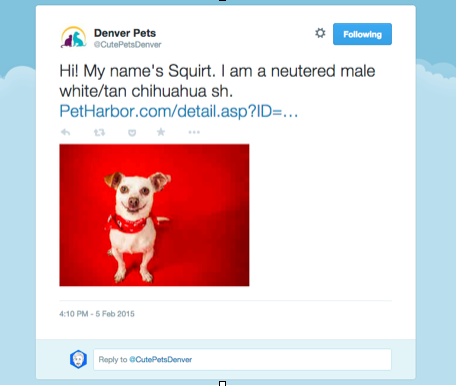 Denver Pets
@CutePetsDenver
Following
Hi! My name's Squirt. I am a neutered male
white/tan chihuahua sh.
PetHarbor.com/detail.asp?ID=…
4:10 PM - 5 Feb 2015
Reply to @CutePetsDenver